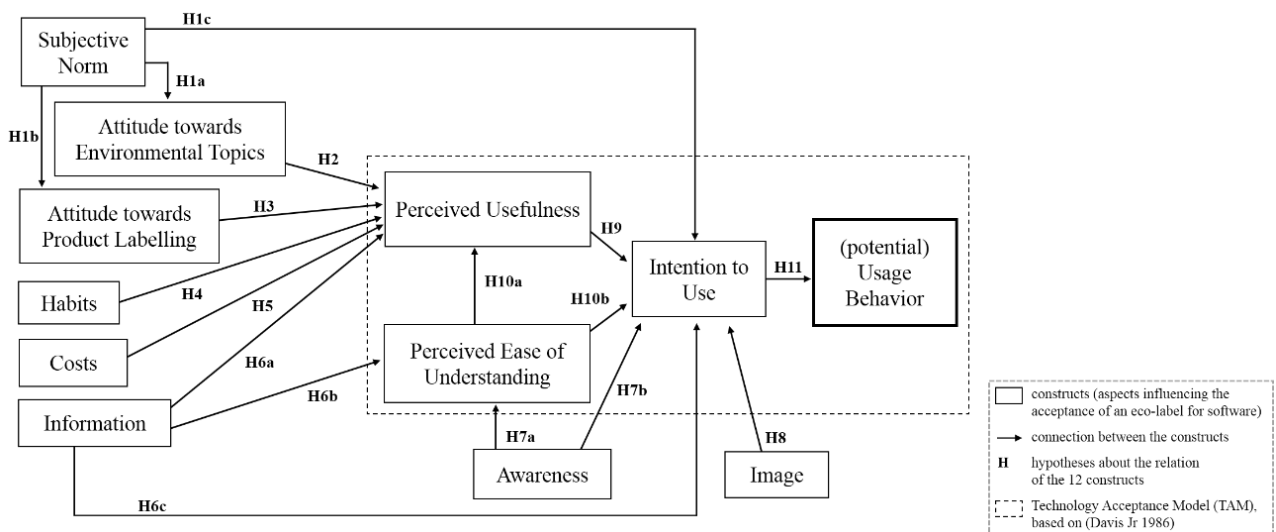 H1c
Subjective
Norm
H1a
Attitude towards
Environmental Topics
H1b
H2
Attitude towards
Product Labelling
H3
Perceived Usefulness
H9
(potential)
Usage
Behavior
Intention to
Use
H11
Habits
H4
H10a
H10b
Costs
H5
H6a
Perceived Ease of
Understanding
H6b
H7b
Information
H7a
H8
Awareness
Image
H6c
constructs (aspects influencing the
acceptance of an eco-label for software)
connection between the constructs
H hypotheses about the relation
of the 12 constructs
Technology Acceptance Model (TAM),
based on (Davis Jr 1986)